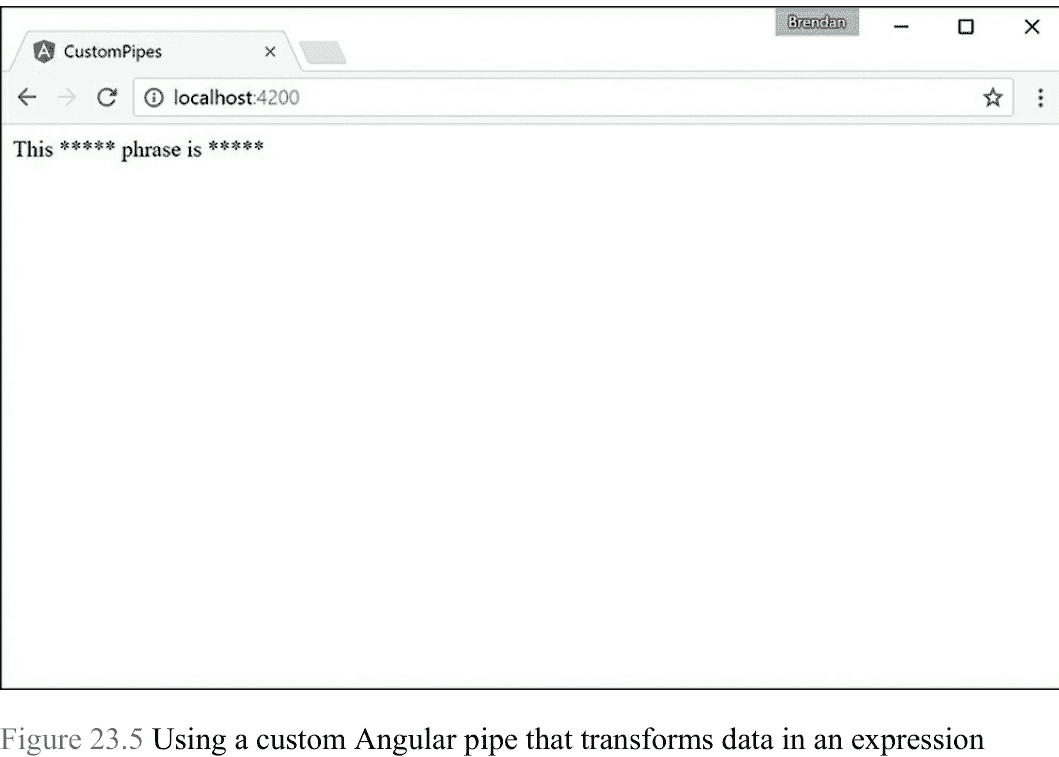 Brendan
CustomPipes
localhost:4200
This ***** phrase is *****
Figure 23.5 Using a custom Angular pipe that transforms data in an expression